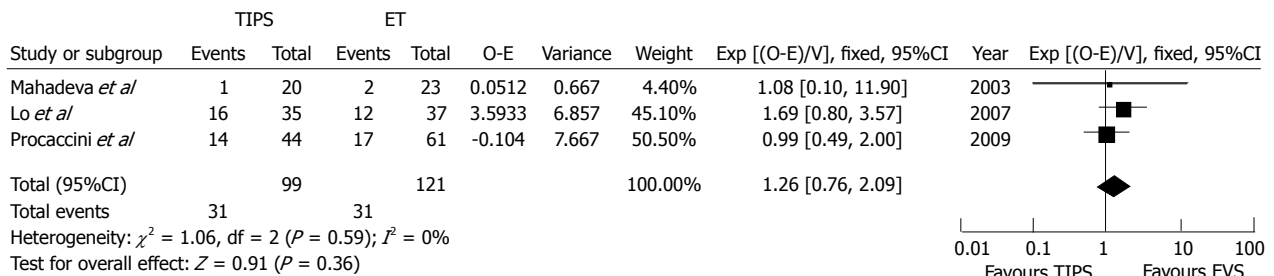 TIPS ET
Study or subgroup Events Total Events Total O-E Variance Weight Exp [(O-E)/V], fixed, 95%CI Year Exp [(O-E)/V], fixed, 95%CI
Mahadeva et al 1 20 2 23 0.0512 0.667 4.40% 1.08 [0.10, 11.90] 2003
Lo et al 16 35 12 37 3.5933 6.857 45.10% 1.69 [0.80, 3.57] 2007
Procaccini et al 14 44 17 61 -0.104 7.667 50.50% 0.99 [0.49, 2.00] 2009
Total (95%CI) 99 121 100.00% 1.26 [0.76, 2.09]
Total events 31 31
Heterogeneity: χ² = 1.06, df = 2 (P = 0.59); I² = 0%
Test for overall effect: Z = 0.91 (P = 0.36)
0.01 0.1 1 10 100
Favours TIPS Favours EVS